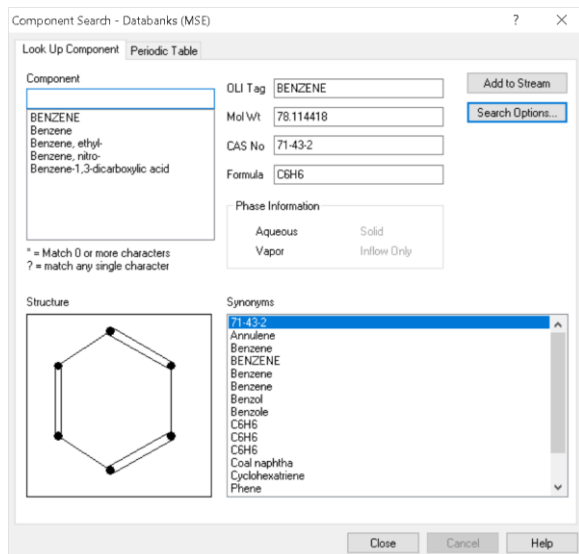 Component Search - Databanks (MSE)
Look Up Component
Periodic Table
Component
BENZENE
Benzene
Benzene, ethyl-
Benzene, nitro-
Benzene-1,3-dicarboxylic acid
* = Match 0 or more characters
? = match any single character
OLI Tag BENZENE
Mol Wt 78.114418
CAS No 71-43-2
Formula C6H6
Phase Information
Aqueous Solid
Vapor Inflow Only
Add to Stream
Search Options...
Structure
Synonyms
71-43-2
Annulene
Benzene
BENZENE
Benzene
Benzene
Benzol
Benzole
C6H6
C6H6
C6H6
Coal naphtha
Cyclohexatriene
Phene
Close Cancel Help